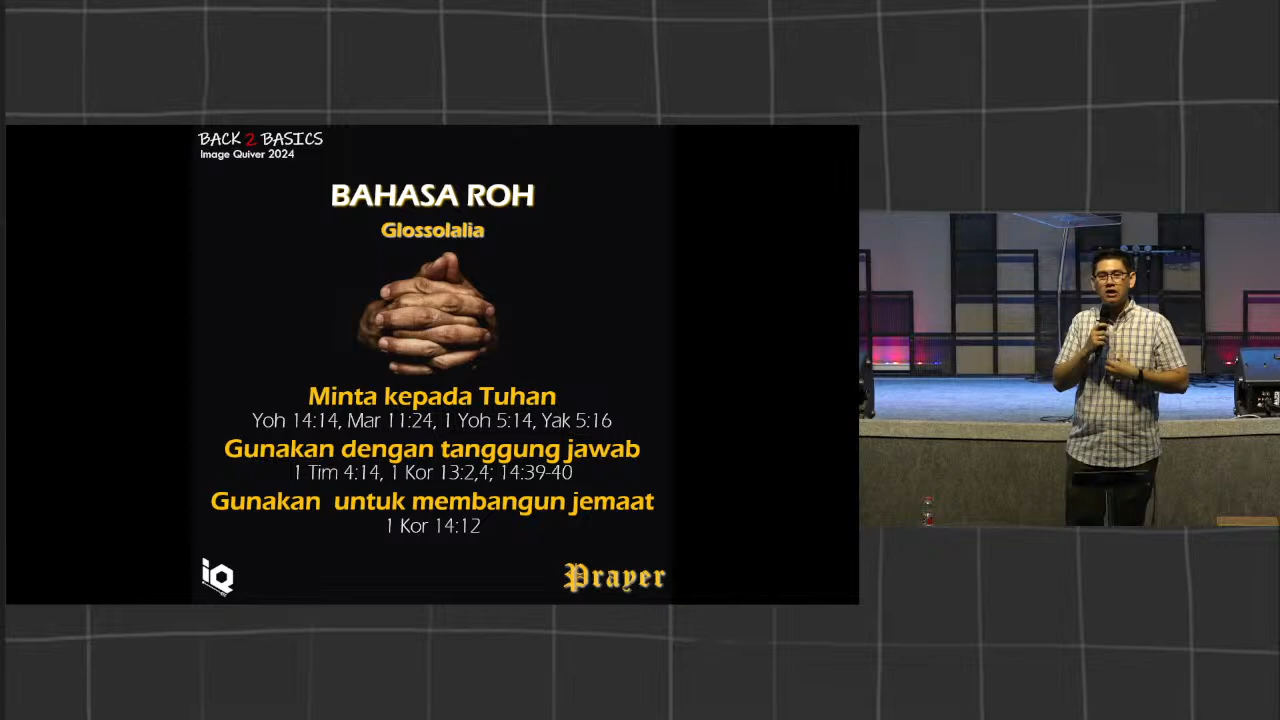 BACK 2 BASICS
Image Quiver 2024
BAHASA ROH
Glossolalia
Minta kepada Tuhan
Yoh 14:14, Mar 11:24, 1 Yoh 5:14, Yak 5:16
Gunakan dengan tanggung jawab
1 Tim 4:14, 1 Kor 13:2,4; 14:39-40
Gunakan untuk membangun jemaat
1 Kor 14:12
iQ
Prayer